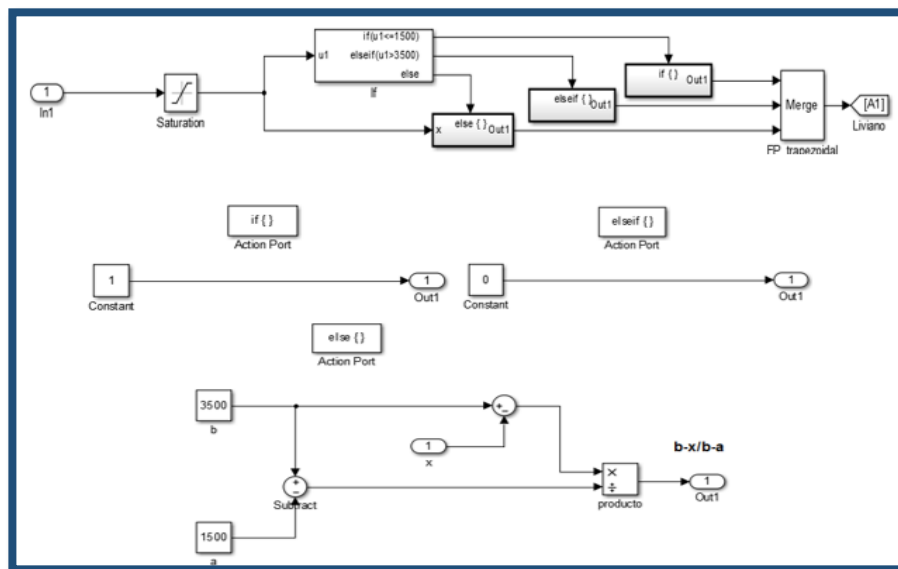 if(u1<=1500)
u1
elseif(u1>3500)
else
If
1
In1
Saturation
if { }
Out1
elseif { }
Out1
x
else { }
Out1
Merge
FP_trapezoidal
[A1]
Liviano
if { }
Action Port
elseif { }
Action Port
1
Constant
1
Out1
0
Constant
1
Out1
else { }
Action Port
3500
b
+
−
1
x
b-x/b-a
+
−
Subtract
×
÷
producto
1
Out1
1500
a